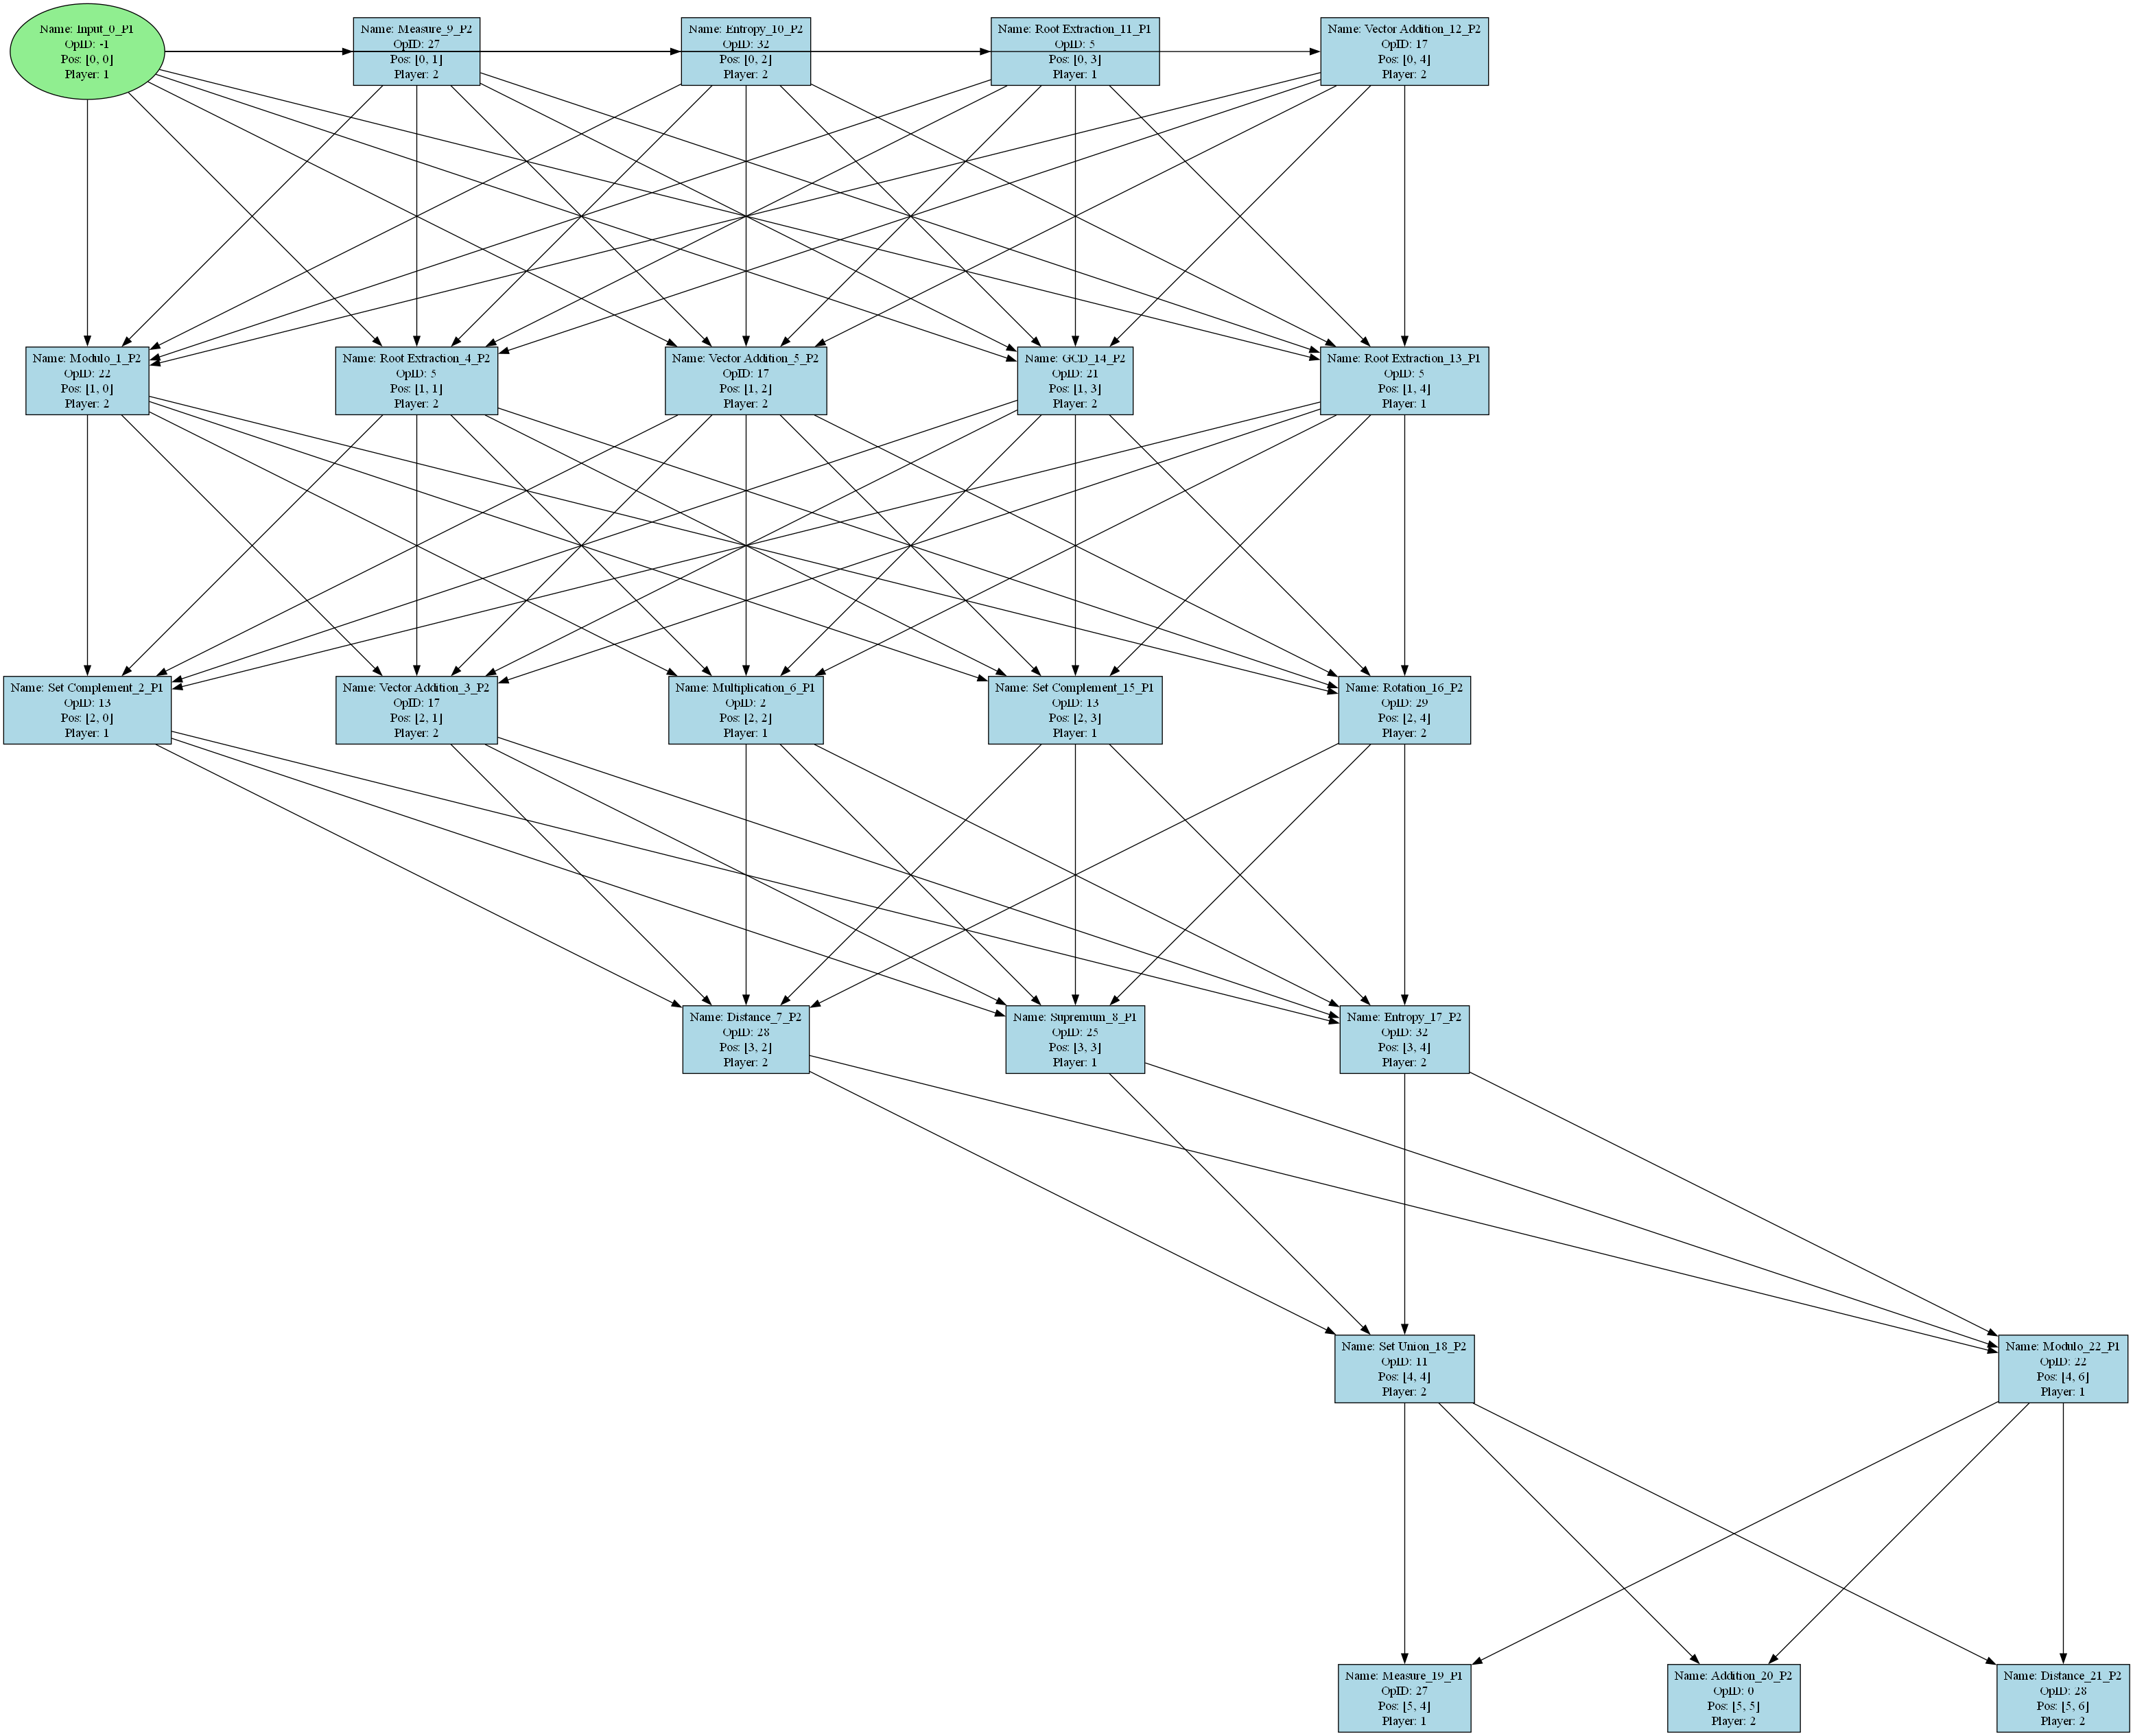 Name: Input_0_P1
OpID: -1
Pos: [0, 0]
Player: 1
Name: Measure_9_P2
OpID: 27
Pos: [0, 1]
Player: 2
Name: Entropy_10_P2
OpID: 32
Pos: [0, 2]
Player: 2
Name: Root Extraction_11_P1
OpID: 5
Pos: [0, 3]
Player: 1
Name: Vector Addition_12_P2
OpID: 17
Pos: [0, 4]
Player: 2
Name: Modulo_1_P2
OpID: 22
Pos: [1, 0]
Player: 2
Name: Root Extraction_4_P2
OpID: 5
Pos: [1, 1]
Player: 2
Name: Vector Addition_5_P2
OpID: 17
Pos: [1, 2]
Player: 2
Name: GCD_14_P2
OpID: 21
Pos: [1, 3]
Player: 2
Name: Root Extraction_13_P1
OpID: 5
Pos: [1, 4]
Player: 1
Name: Set Complement_2_P1
OpID: 13
Pos: [2, 0]
Player: 1
Name: Vector Addition_3_P2
OpID: 17
Pos: [2, 1]
Player: 2
Name: Multiplication_6_P1
OpID: 2
Pos: [2, 2]
Player: 1
Name: Set Complement_15_P1
OpID: 13
Pos: [2, 3]
Player: 1
Name: Rotation_16_P2
OpID: 29
Pos: [2, 4]
Player: 2
Name: Distance_7_P2
OpID: 28
Pos: [3, 2]
Player: 2
Name: Supremum_8_P1
OpID: 25
Pos: [3, 3]
Player: 1
Name: Entropy_17_P2
OpID: 32
Pos: [3, 4]
Player: 2
Name: Set Union_18_P2
OpID: 11
Pos: [4, 4]
Player: 2
Name: Modulo_22_P1
OpID: 22
Pos: [4, 6]
Player: 1
Name: Measure_19_P1
OpID: 27
Pos: [5, 4]
Player: 1
Name: Addition_20_P2
OpID: 0
Pos: [5, 5]
Player: 2
Name: Distance_21_P2
OpID: 28
Pos: [5, 6]
Player: 2